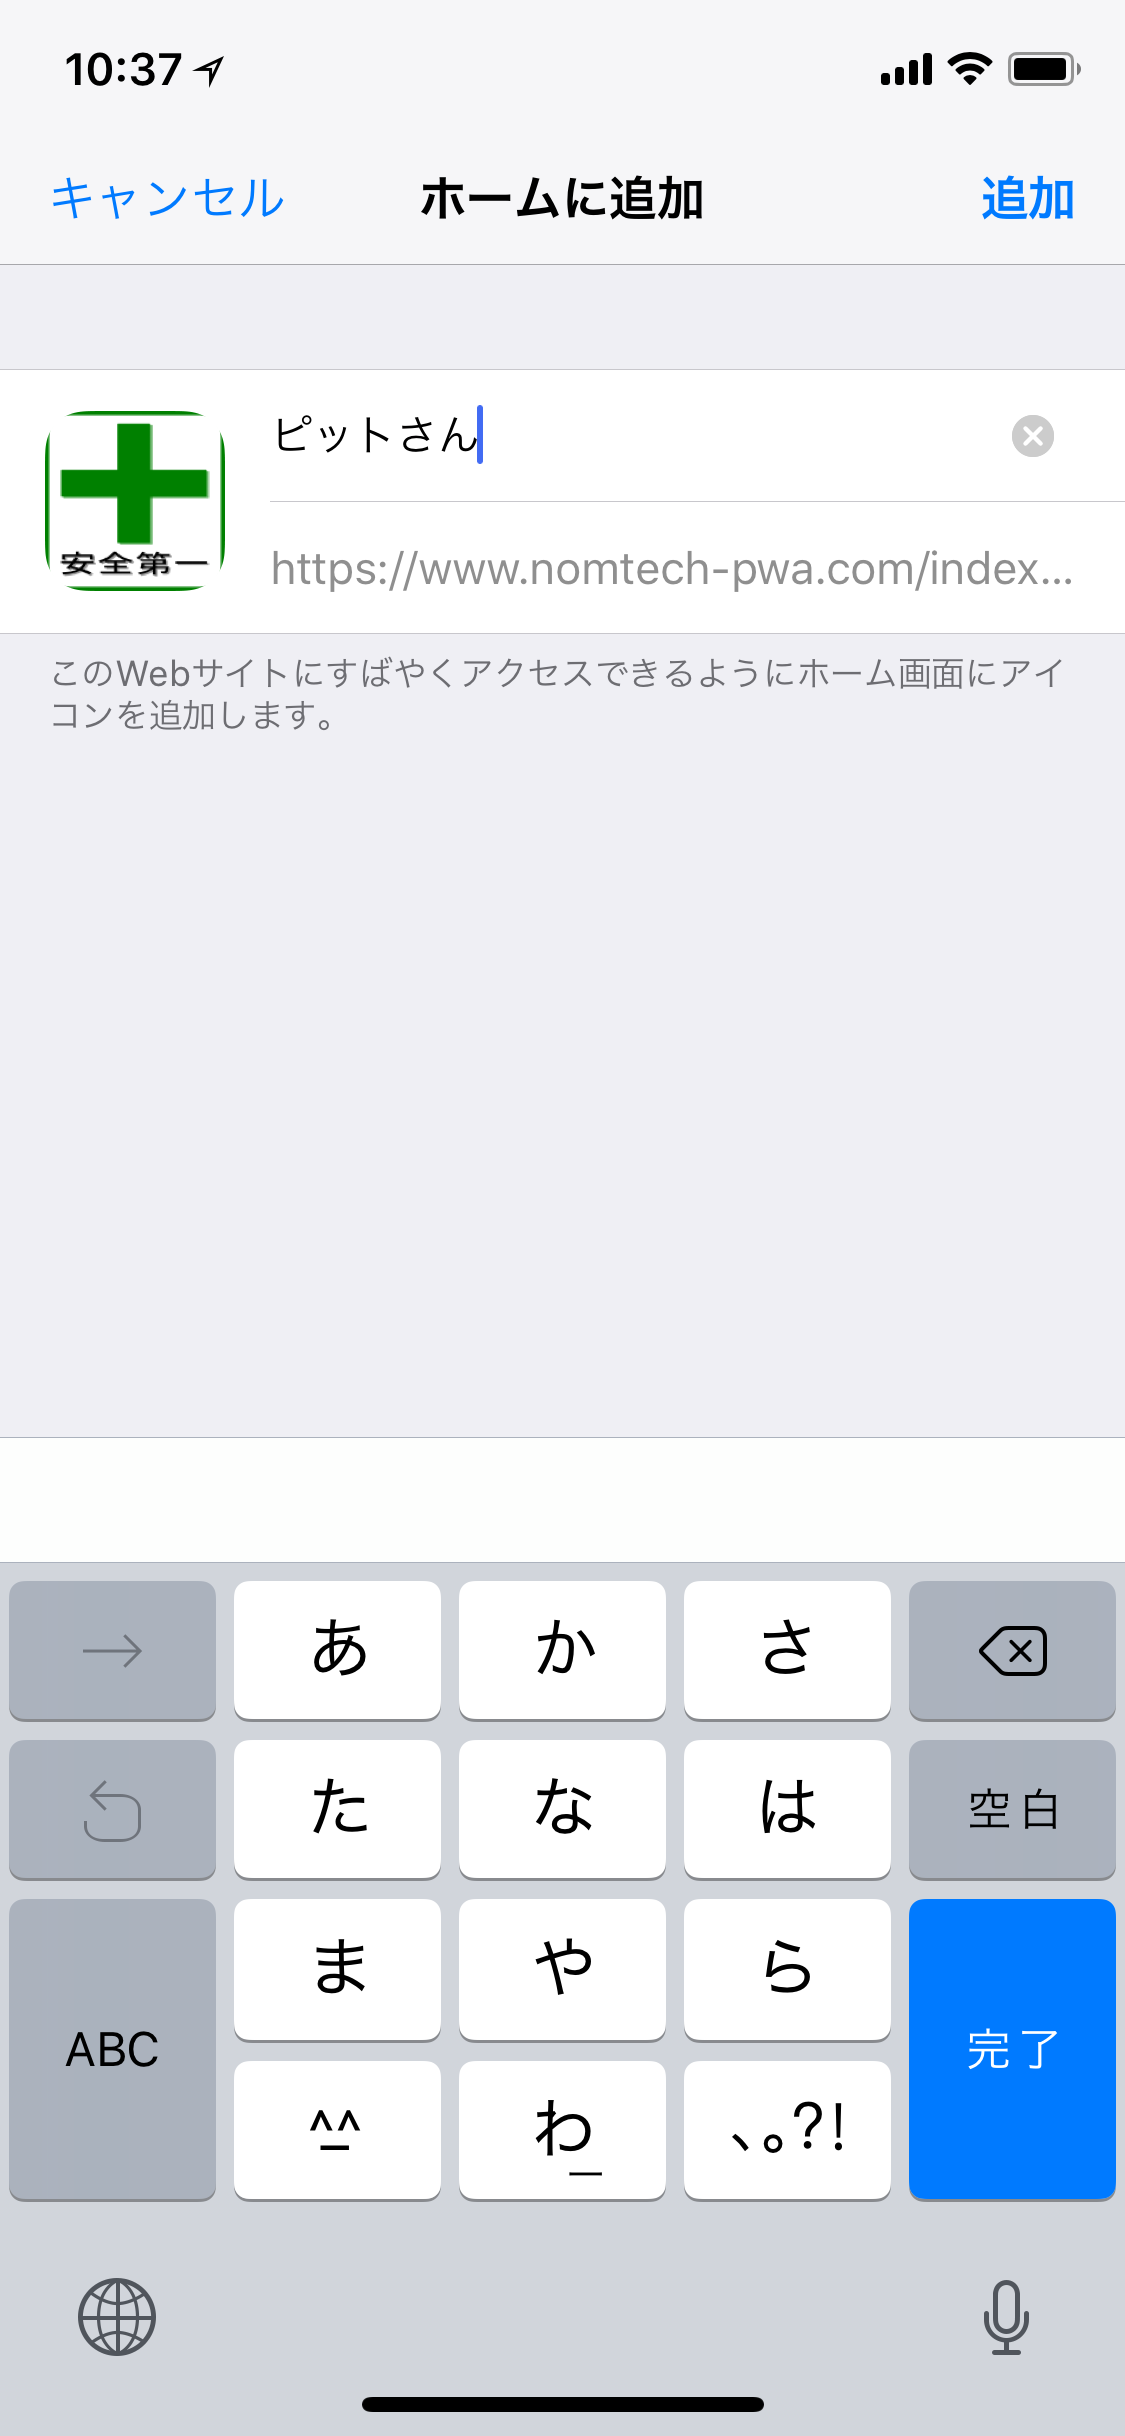 10:37
キャンセル ホームに追加 追加
ピットさん
安全第一
https://www.nomtech-pwa.com/index...
このWebサイトにすばやくアクセスできるようにホーム画面にアイ
コンを追加します。
→ あ か さ
た な は 空白
ま や ら
ABC 完了
^_^ わ 、。?!